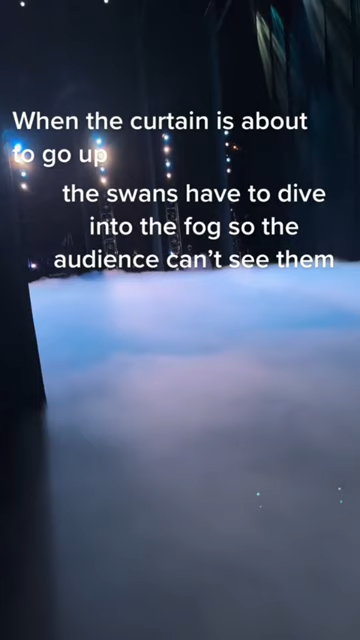 When the curtain is about
to go up
the swans have to dive
into the fog so the
audience can't see them